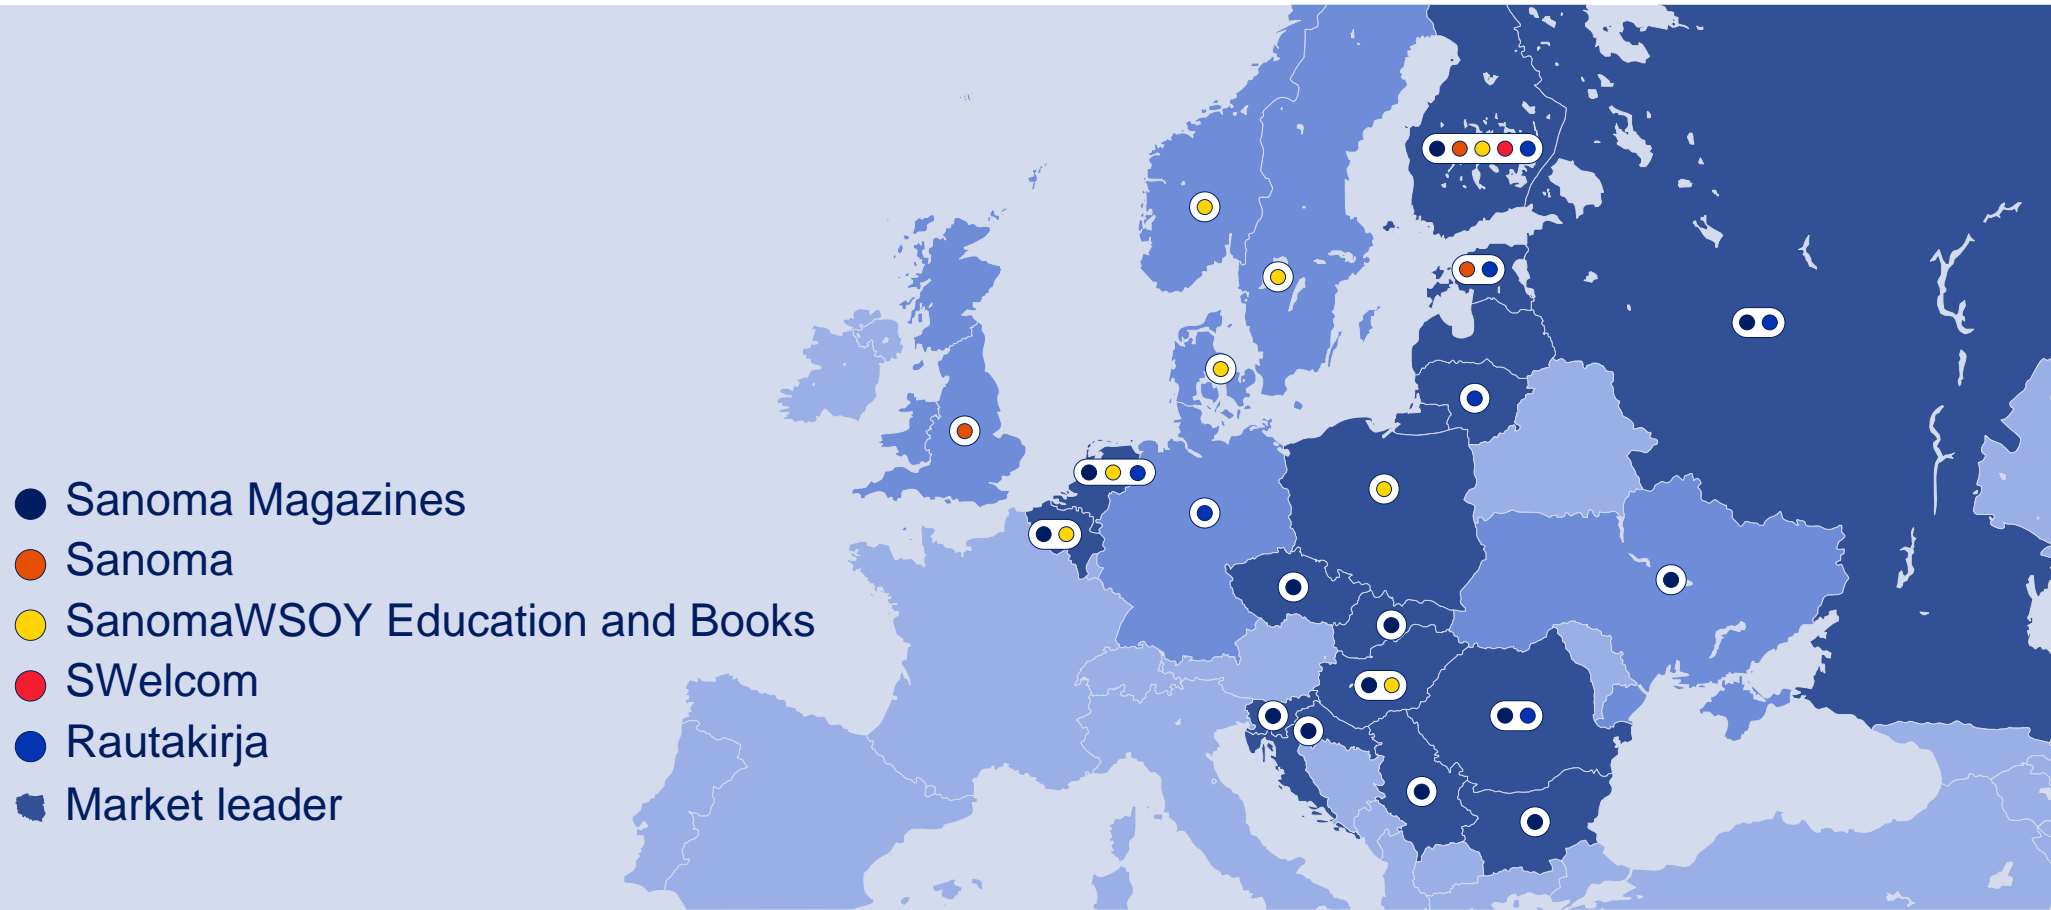 Sanoma Magazines
Sanoma
SanomaWSOY Education and Books
SWelcom
Rautakirja
Market leader